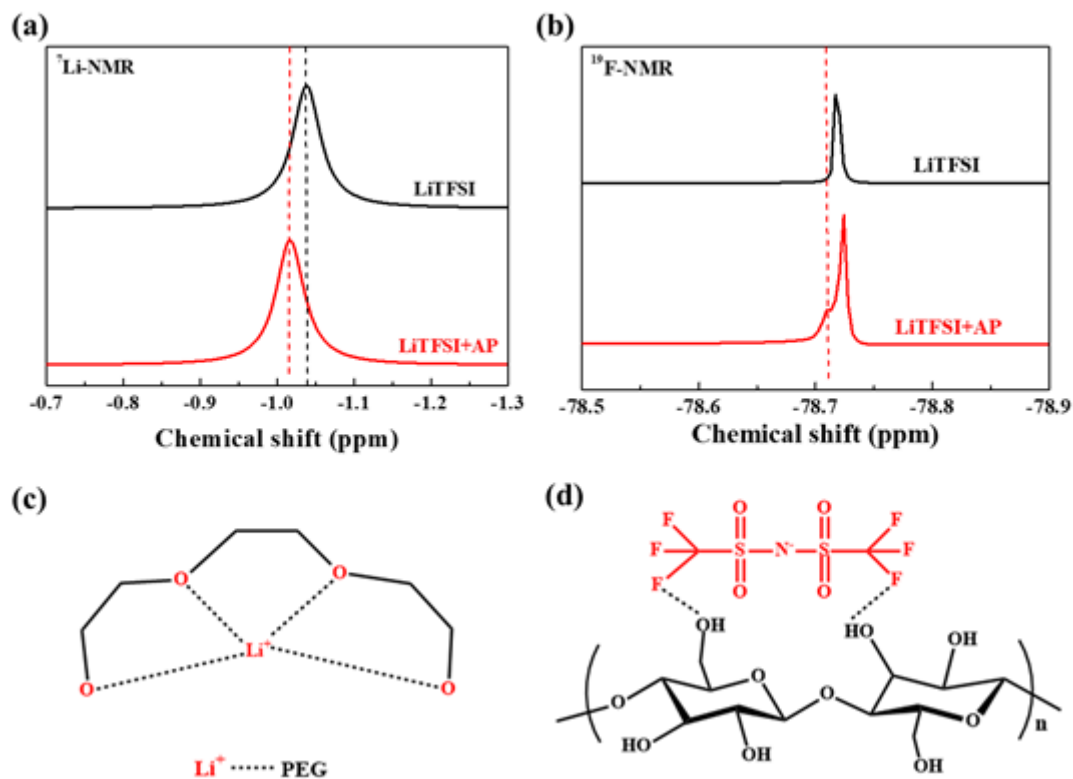 (a)
⁷Li-NMR
LiTFSI
LiTFSI+AP
-0.7 -0.8 -0.9 -1.0 -1.1 -1.2 -1.3
Chemical shift (ppm)
(b)
¹⁹F-NMR
LiTFSI
LiTFSI+AP
-78.5 -78.6 -78.7 -78.8 -78.9
Chemical shift (ppm)
(c)
O O
Li⁺
O O
Li⁺ PEG
(d)
O O
F F
F S N⁻ S F
F F
O O
OH HO OH
O O
O O
HO OH OH
n